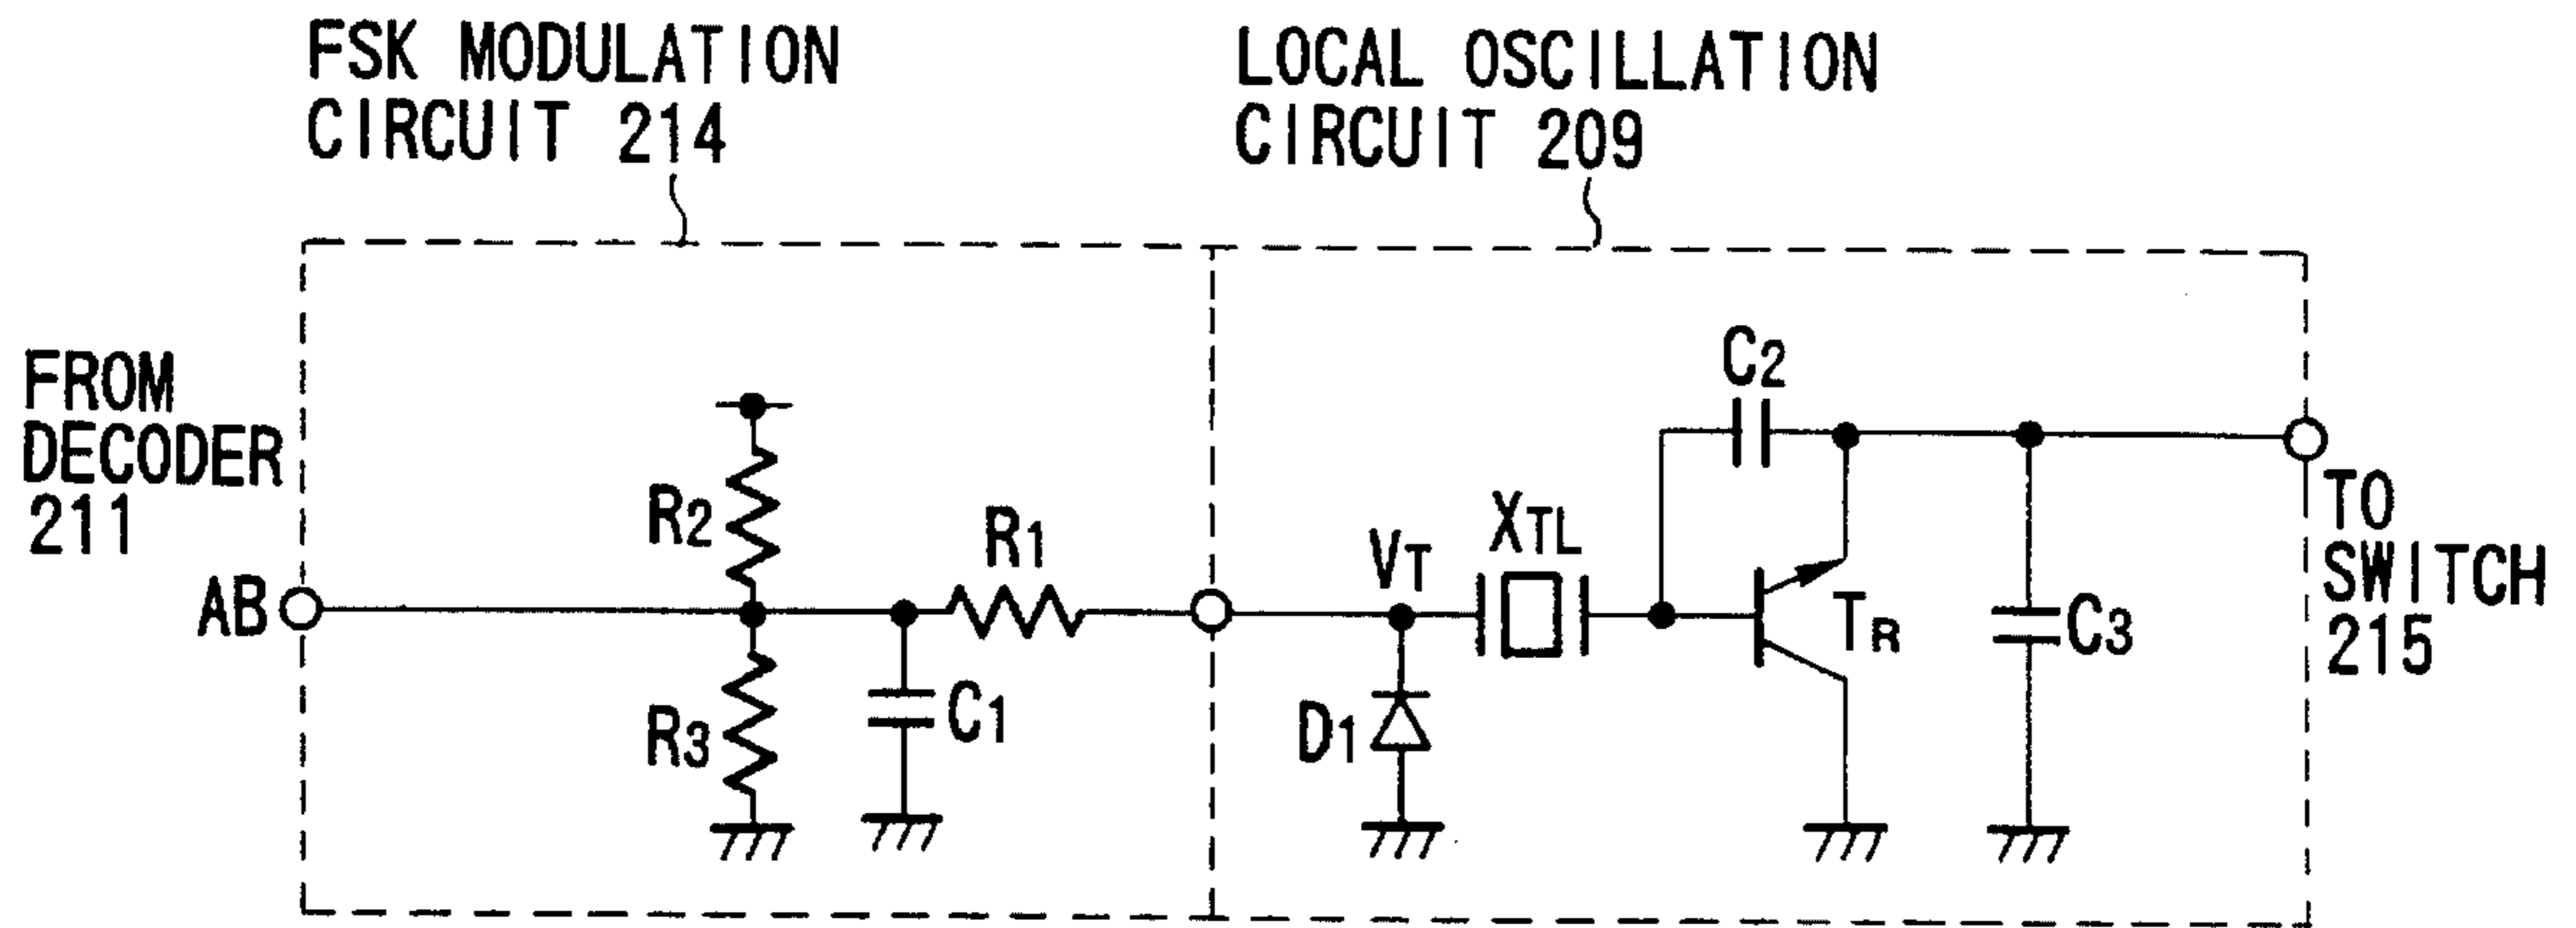 FSK MODULATION
CIRCUIT 214
LOCAL OSCILLATION
CIRCUIT 209
FROM
DECODER
211
AB
R2
R3
R1
C1
VT
XTL
D1
C2
TR
C3
TO
SWITCH
215